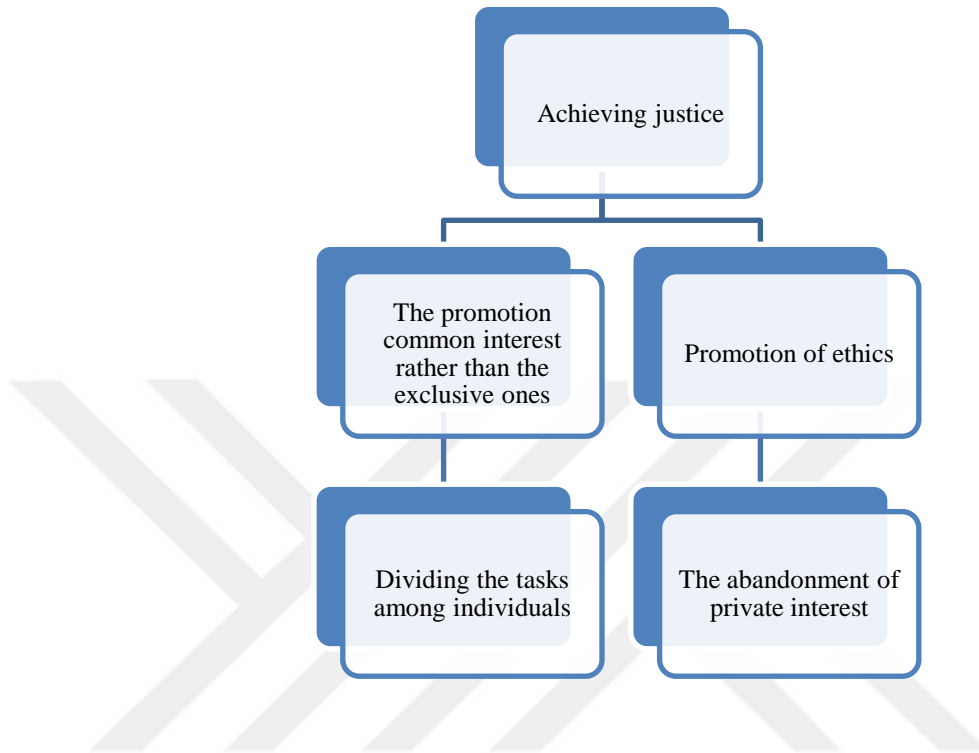 Achieving justice
The promotion
common interest
rather than the
exclusive ones
Promotion of ethics
Dividing the tasks
among individuals
The abandonment of
private interest